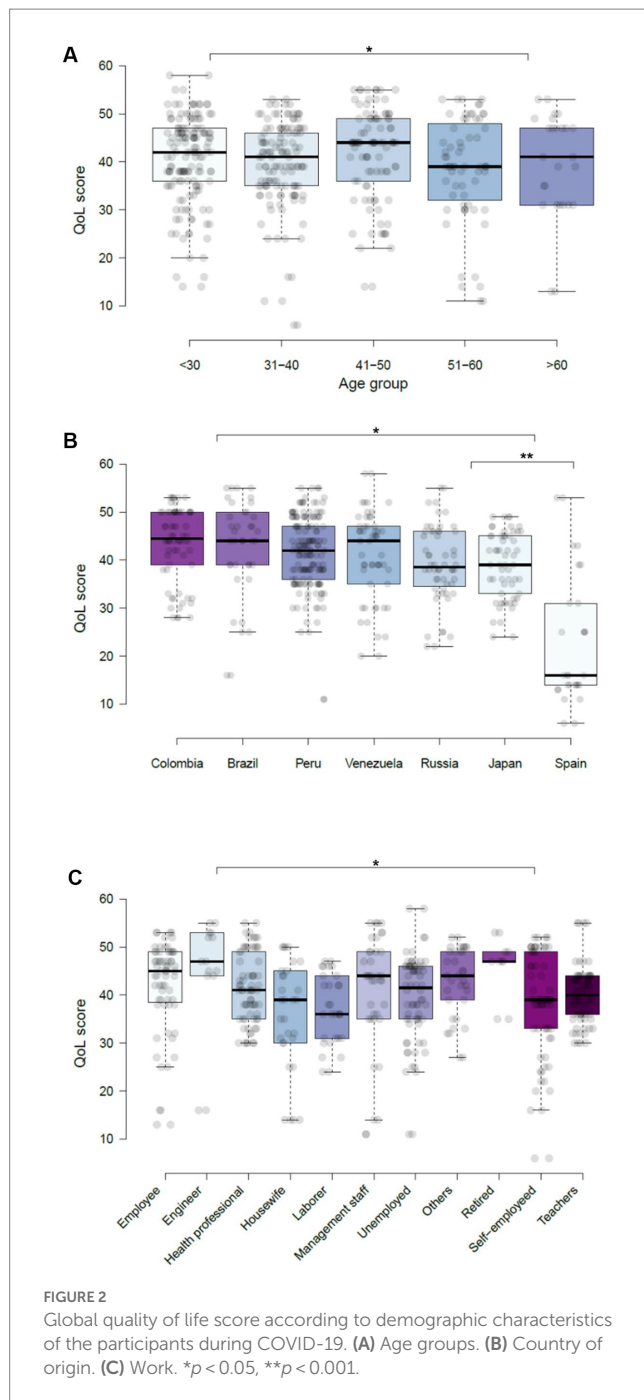 A
*
60
50
40
30
20
10
QoL score
<30 31−40 41−50 51−60 >60
Age group
B
*
**
60
50
40
30
20
10
QoL score
Colombia Brazil Peru Venezuela Russia Japan Spain
C
*
60
50
40
30
20
10
QoL score
Employee Engineer Health professional Housewife Laborer Management staff Unemployed Others Retired Self−employed Teachers
FIGURE 2
Global quality of life score according to demographic characteristics
of the participants during COVID-19. (A) Age groups. (B) Country of
origin. (C) Work. *p < 0.05, **p < 0.001.